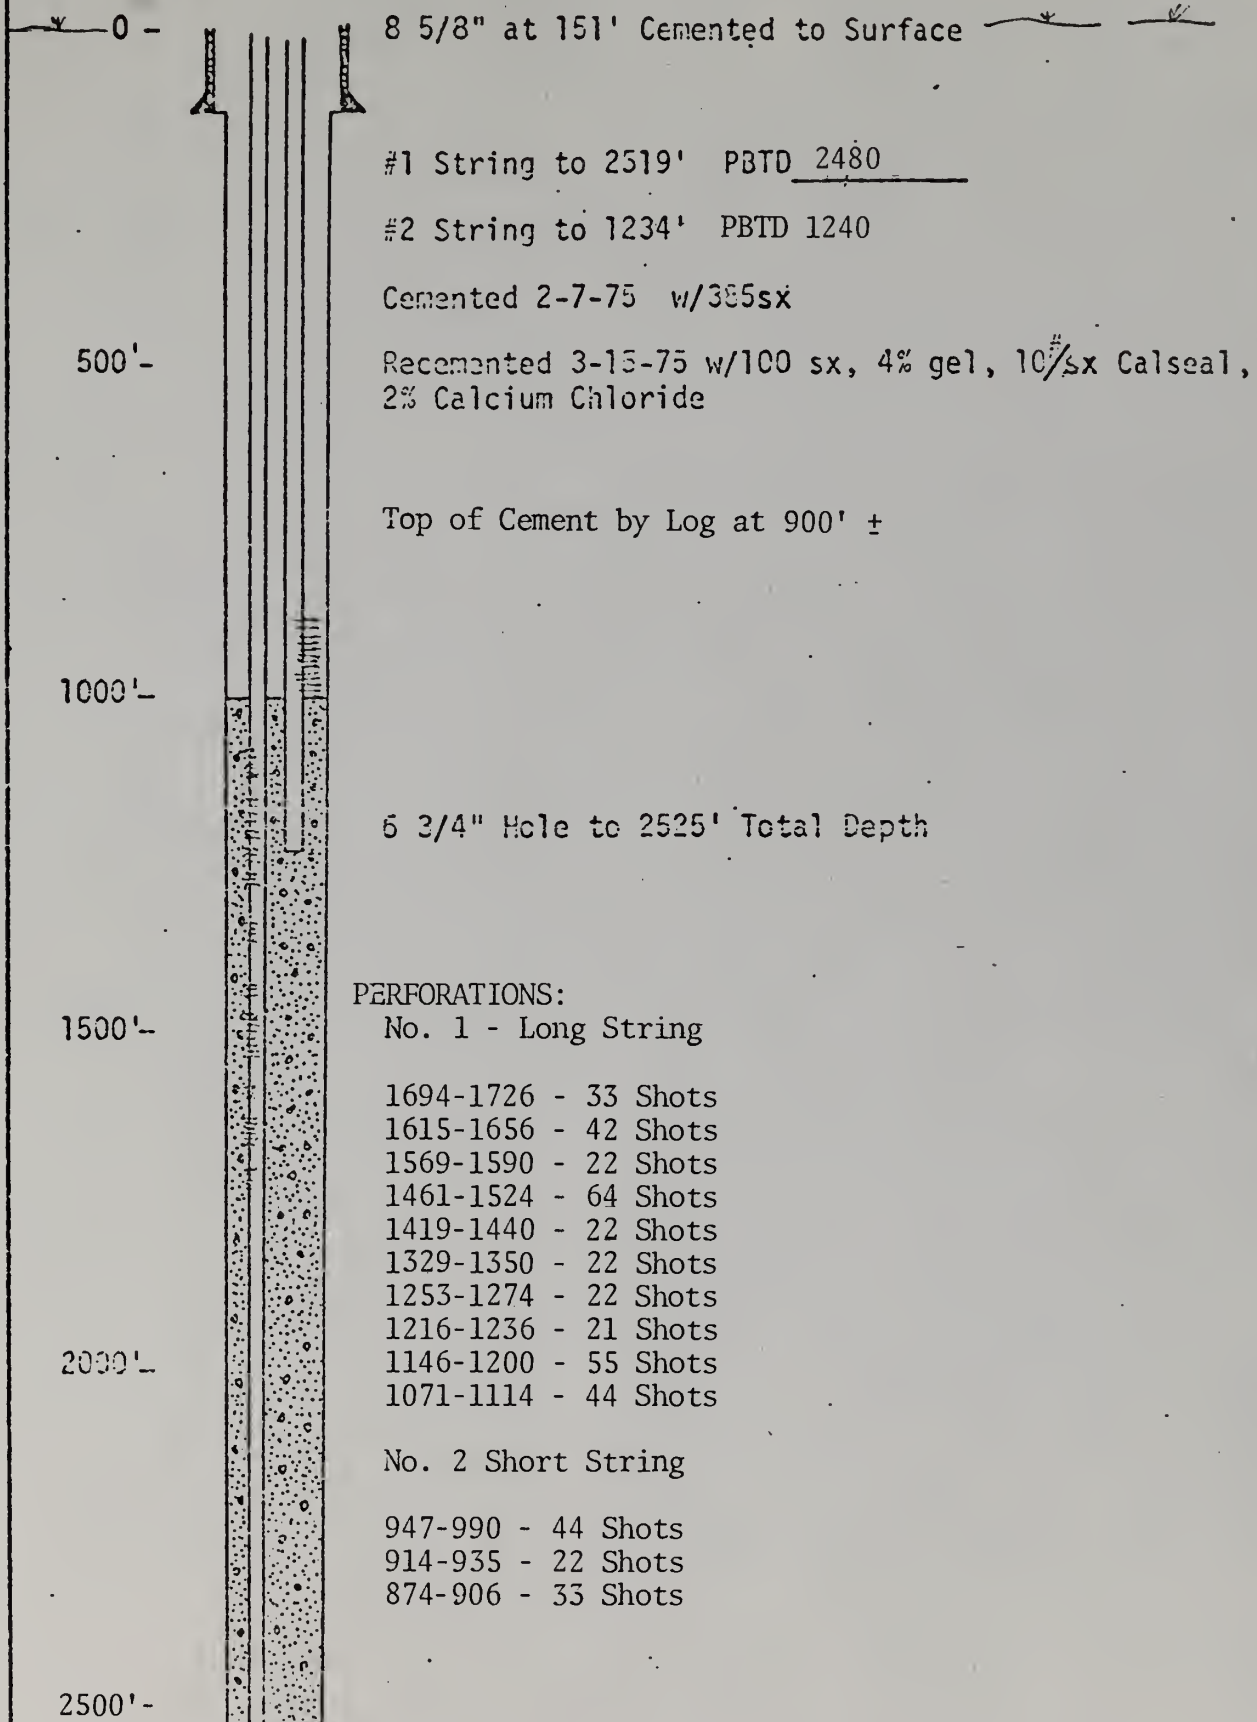 0 -
8 5/8" at 151' Cemented to Surface
#1 String to 2519' PBTD 2480
#2 String to 1234' PBTD 1240
Cemented 2-7-75 w/385sx
500'-
Recemented 3-15-75 w/100 sx, 4% gel, 10#/sx Calseal,
2% Calcium Chloride
Top of Cement by Log at 900' ±
1000'-
6 3/4" Hole to 2525' Total Depth
PERFORATIONS:
1500'-
No. 1 - Long String
1694-1726 - 33 Shots
1615-1656 - 42 Shots
1569-1590 - 22 Shots
1461-1524 - 64 Shots
1419-1440 - 22 Shots
1329-1350 - 22 Shots
1253-1274 - 22 Shots
1216-1236 - 21 Shots
2000'-
1146-1200 - 55 Shots
1071-1114 - 44 Shots
No. 2 Short String
947-990 - 44 Shots
914-935 - 22 Shots
874-906 - 33 Shots
2500'-